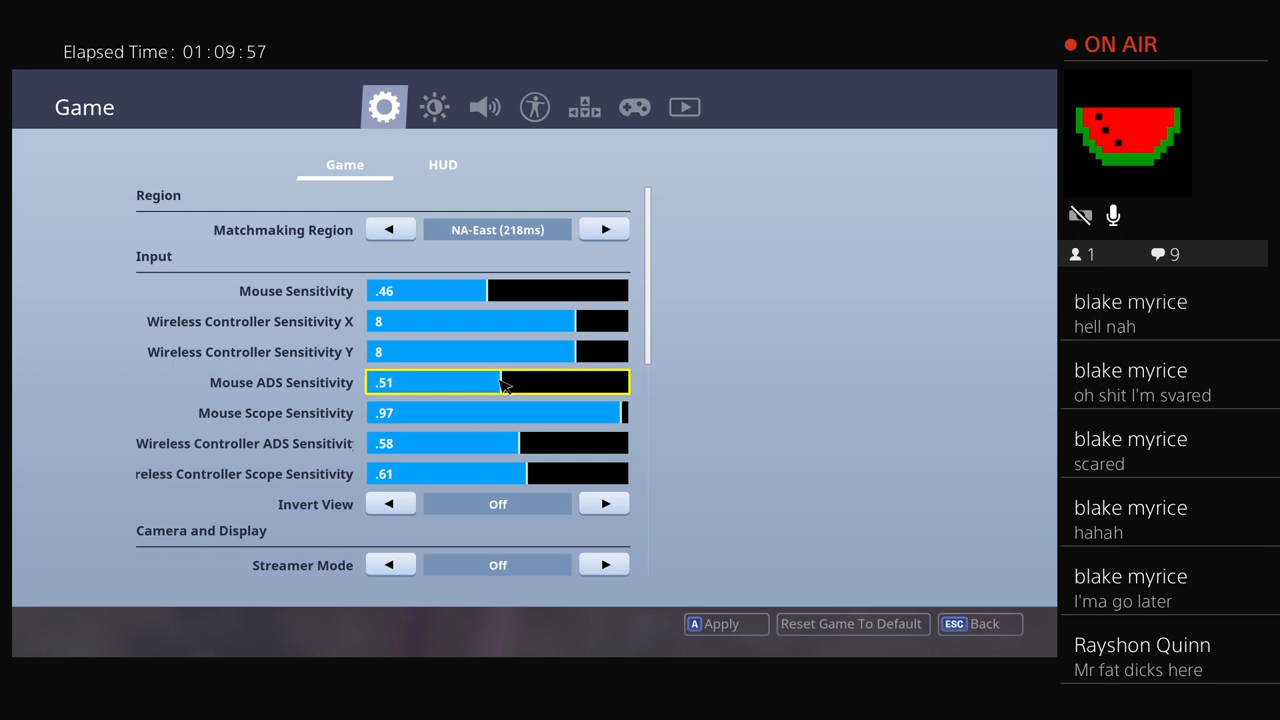 Elapsed Time: 01:09:57
ON AIR
Game
Game HUD
Region
Matchmaking Region NA-East (218ms)
Input
Mouse Sensitivity .46
Wireless Controller Sensitivity X 8
Wireless Controller Sensitivity Y 8
Mouse ADS Sensitivity .51
Mouse Scope Sensitivity .97
Wireless Controller ADS Sensitivit .58
reless Controller Scope Sensitivity .61
Invert View Off
Camera and Display
Streamer Mode Off
A Apply Reset Game To Default ESC Back
1 9
blake myrice
hell nah
blake myrice
oh shit I'm svared
blake myrice
scared
blake myrice
hahah
blake myrice
I'ma go later
Rayshon Quinn
Mr fat dicks here